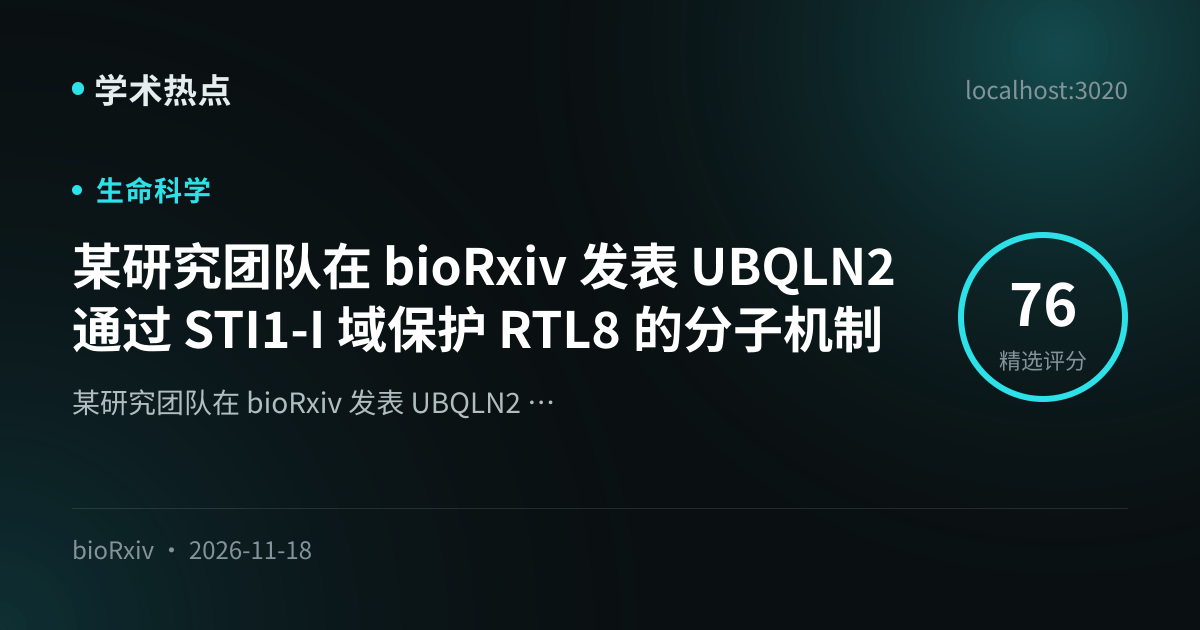 学术热点
localhost:3020
生命科学
某研究团队在 bioRxiv 发表 UBQLN2
通过 STI1-I 域保护 RTL8 的分子机制
76
精选评分
某研究团队在 bioRxiv 发表 UBQLN2 …
bioRxiv · 2026-11-18